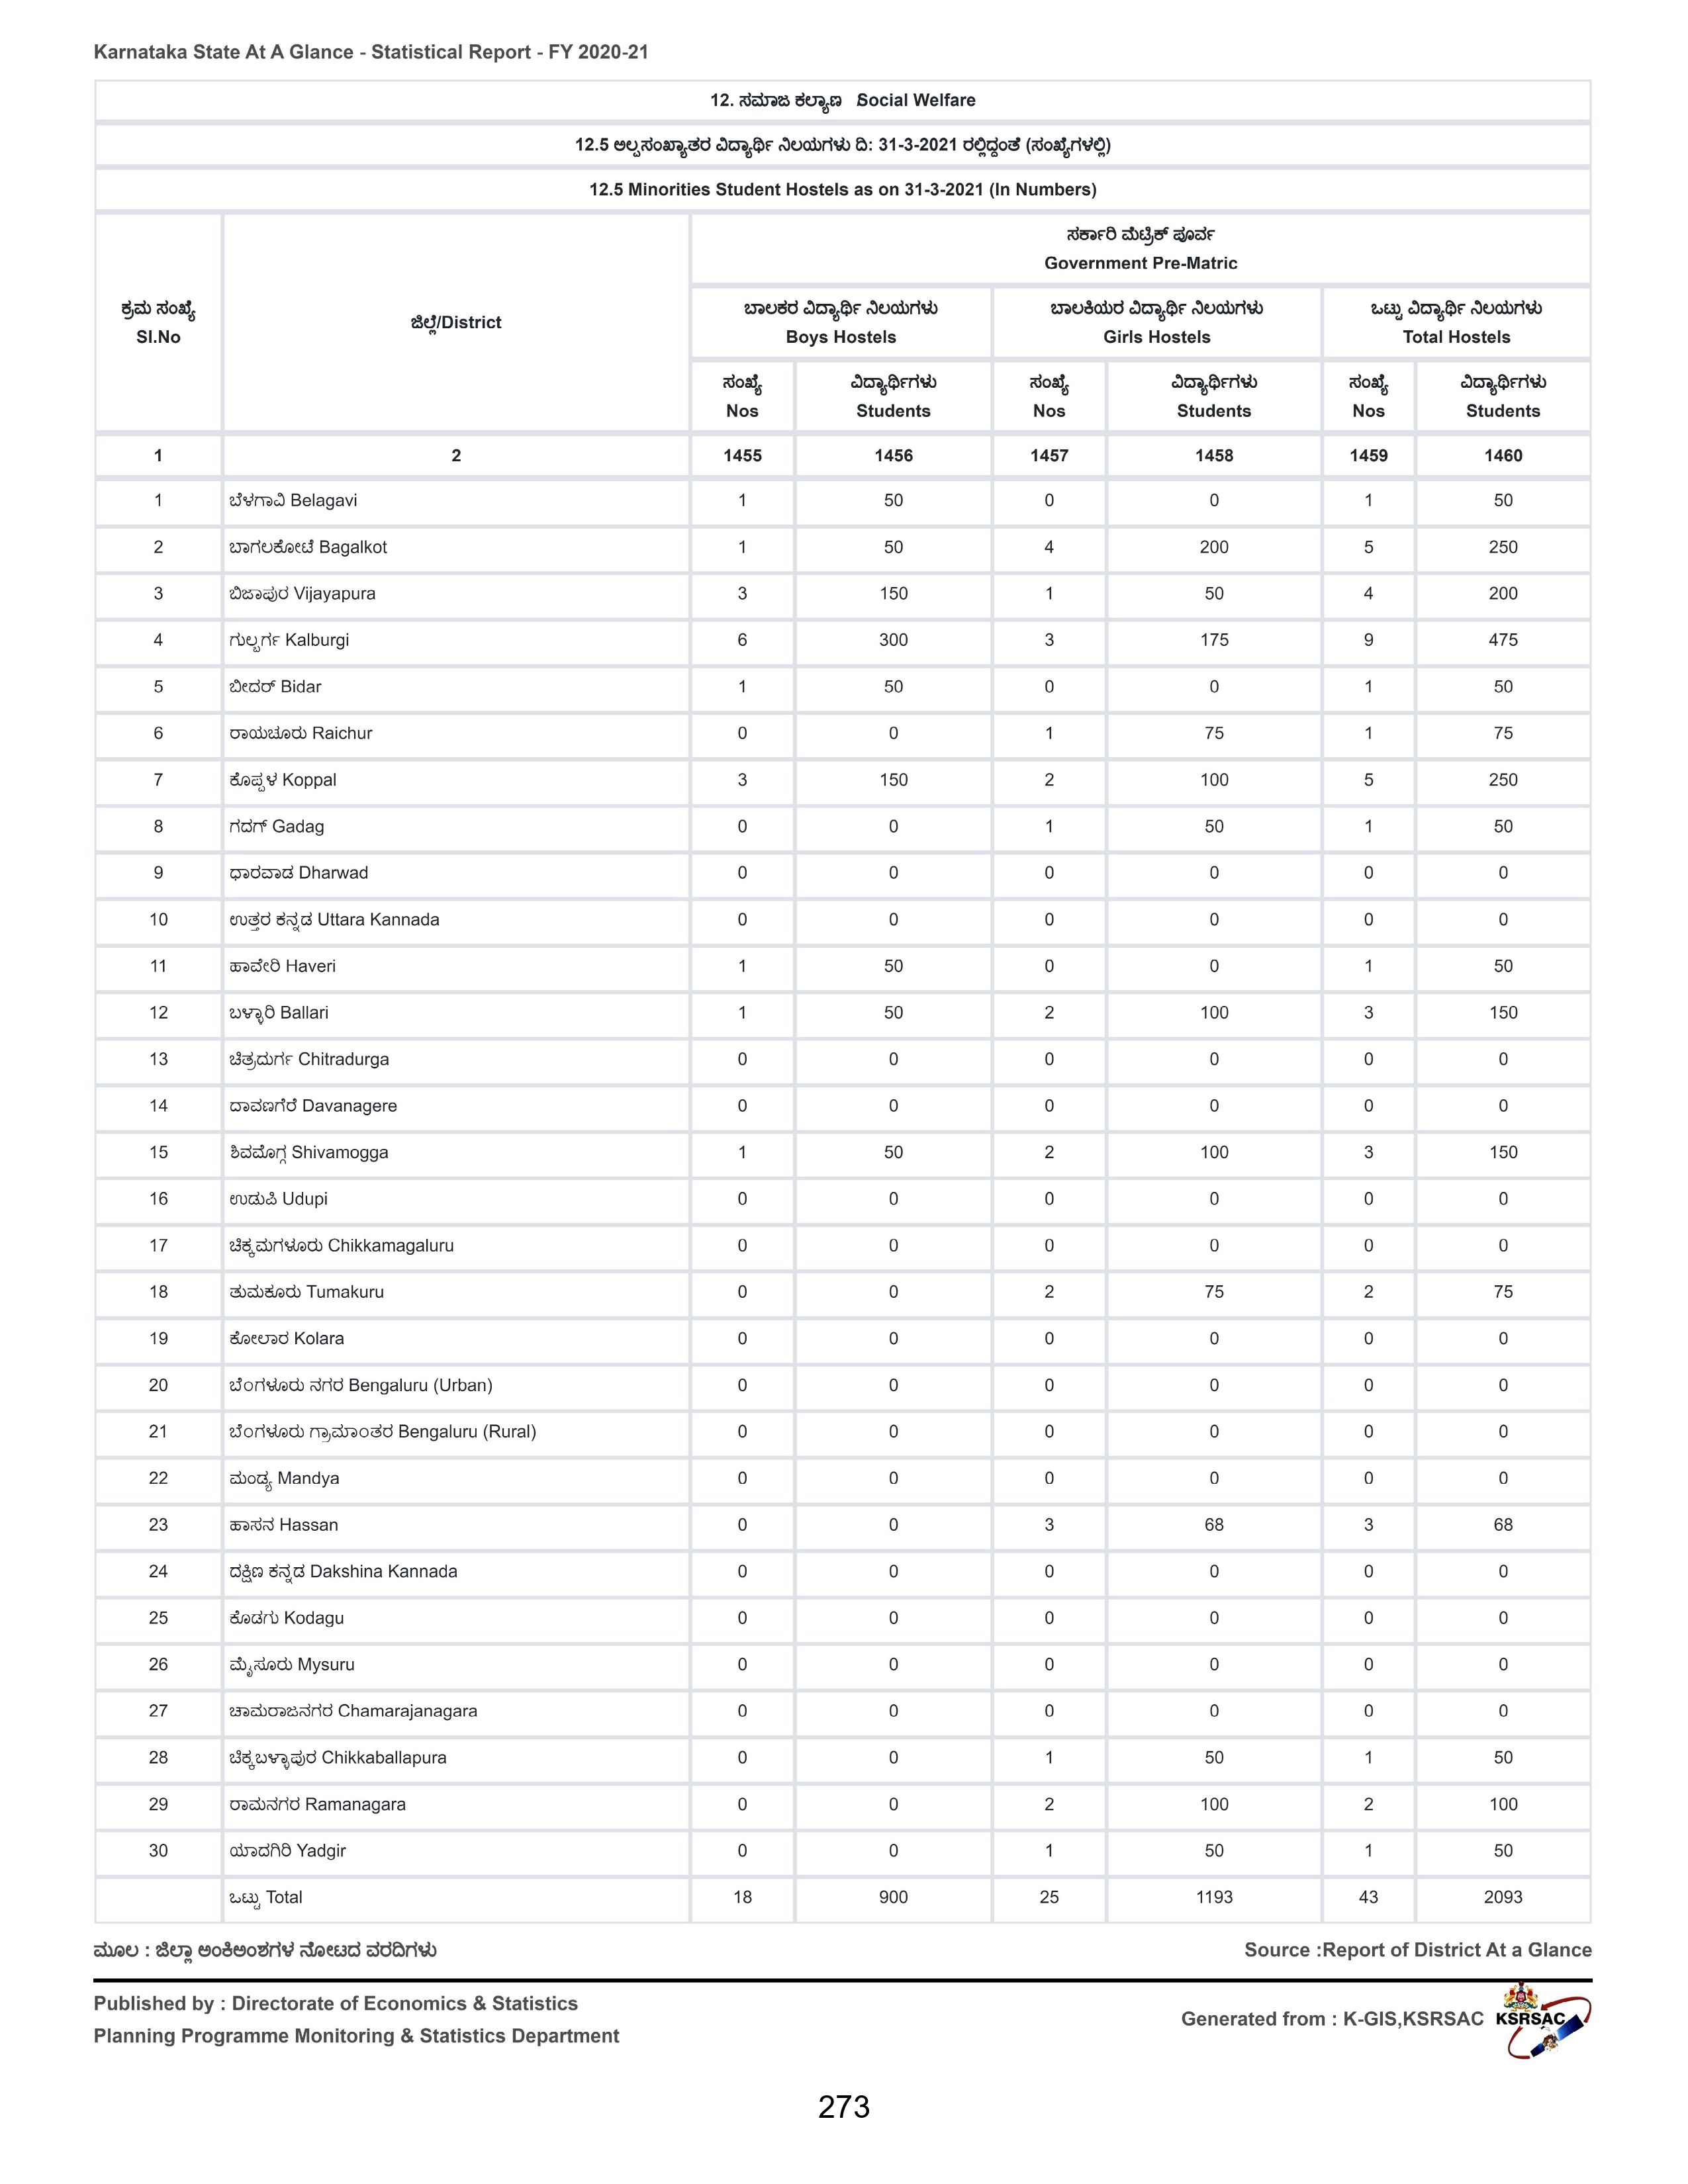 Karnataka State At A Glance - Statistical Report - FY 2020-21
12. ಸಮಾಜ ಕಲ್ಯಾಣ Social Welfare
12.5 ಅಲ್ಪಸಂಖ್ಯಾತರ ವಿದ್ಯಾರ್ಥಿ ನಿಲಯಗಳು ದಿ: 31-3-2021 ರಲ್ಲಿದ್ದಂತೆ (ಸಂಖ್ಯೆಗಳಲ್ಲಿ)
12.5 Minorities Student Hostels as on 31-3-2021 (In Numbers)
ಕ್ರಮ ಸಂಖ್ಯೆ
Sl.No
ಜಿಲ್ಲೆ/District
ಸರ್ಕಾರಿ ಮೆಟ್ರಿಕ್ ಪೂರ್ವ
Government Pre-Matric
ಬಾಲಕರ ವಿದ್ಯಾರ್ಥಿ ನಿಲಯಗಳು ಬಾಲಕಿಯರ ವಿದ್ಯಾರ್ಥಿ ನಿಲಯಗಳು ಒಟ್ಟು ವಿದ್ಯಾರ್ಥಿ ನಿಲಯಗಳು
Boys Hostels Girls Hostels Total Hostels
ಸಂಖ್ಯೆ ವಿದ್ಯಾರ್ಥಿಗಳು ಸಂಖ್ಯೆ ವಿದ್ಯಾರ್ಥಿಗಳು ಸಂಖ್ಯೆ ವಿದ್ಯಾರ್ಥಿಗಳು
Nos Students Nos Students Nos Students
1 2 1455 1456 1457 1458 1459 1460
1 ಬೆಳಗಾವಿ Belagavi 1 50 0 0 1 50
2 ಬಾಗಲಕೋಟೆ Bagalkot 1 50 4 200 5 250
3 ಬಿಜಾಪುರ Vijayapura 3 150 1 50 4 200
4 ಗುಲ್ಬರ್ಗ Kalburgi 6 300 3 175 9 475
5 ಬೀದರ್ Bidar 1 50 0 0 1 50
6 ರಾಯಚೂರು Raichur 0 0 1 75 1 75
7 ಕೊಪ್ಪಳ Koppal 3 150 2 100 5 250
8 ಗದಗ್ Gadag 0 0 1 50 1 50
9 ಧಾರವಾಡ Dharwad 0 0 0 0 0 0
10 ಉತ್ತರ ಕನ್ನಡ Uttara Kannada 0 0 0 0 0 0
11 ಹಾವೇರಿ Haveri 1 50 0 0 1 50
12 ಬಳ್ಳಾರಿ Ballari 1 50 2 100 3 150
13 ಚಿತ್ರದುರ್ಗ Chitradurga 0 0 0 0 0 0
14 ದಾವಣಗೆರೆ Davanagere 0 0 0 0 0 0
15 ಶಿವಮೊಗ್ಗ Shivamogga 1 50 2 100 3 150
16 ಉಡುಪಿ Udupi 0 0 0 0 0 0
17 ಚಿಕ್ಕಮಗಳೂರು Chikkamagaluru 0 0 0 0 0 0
18 ತುಮಕೂರು Tumakuru 0 0 2 75 2 75
19 ಕೋಲಾರ Kolara 0 0 0 0 0 0
20 ಬೆಂಗಳೂರು ನಗರ Bengaluru (Urban) 0 0 0 0 0 0
21 ಬೆಂಗಳೂರು ಗ್ರಾಮಾಂತರ Bengaluru (Rural) 0 0 0 0 0 0
22 ಮಂಡ್ಯ Mandya 0 0 0 0 0 0
23 ಹಾಸನ Hassan 0 0 3 68 3 68
24 ದಕ್ಷಿಣ ಕನ್ನಡ Dakshina Kannada 0 0 0 0 0 0
25 ಕೊಡಗು Kodagu 0 0 0 0 0 0
26 ಮೈಸೂರು Mysuru 0 0 0 0 0 0
27 ಚಾಮರಾಜನಗರ Chamarajanagara 0 0 0 0 0 0
28 ಚಿಕ್ಕಬಳ್ಳಾಪುರ Chikkaballapura 0 0 1 50 1 50
29 ರಾಮನಗರ Ramanagara 0 0 2 100 2 100
30 ಯಾದಗಿರಿ Yadgir 0 0 1 50 1 50
ಒಟ್ಟು Total 18 900 25 1193 43 2093
ಮೂಲ : ಜಿಲ್ಲಾ ಅಂಕಿಅಂಶಗಳ ನೋಟದ ವರದಿಗಳು Source :Report of District At a Glance
Published by : Directorate of Economics & Statistics
Planning Programme Monitoring & Statistics Department
Generated from : K-GIS,KSRSAC KSRSAC
273